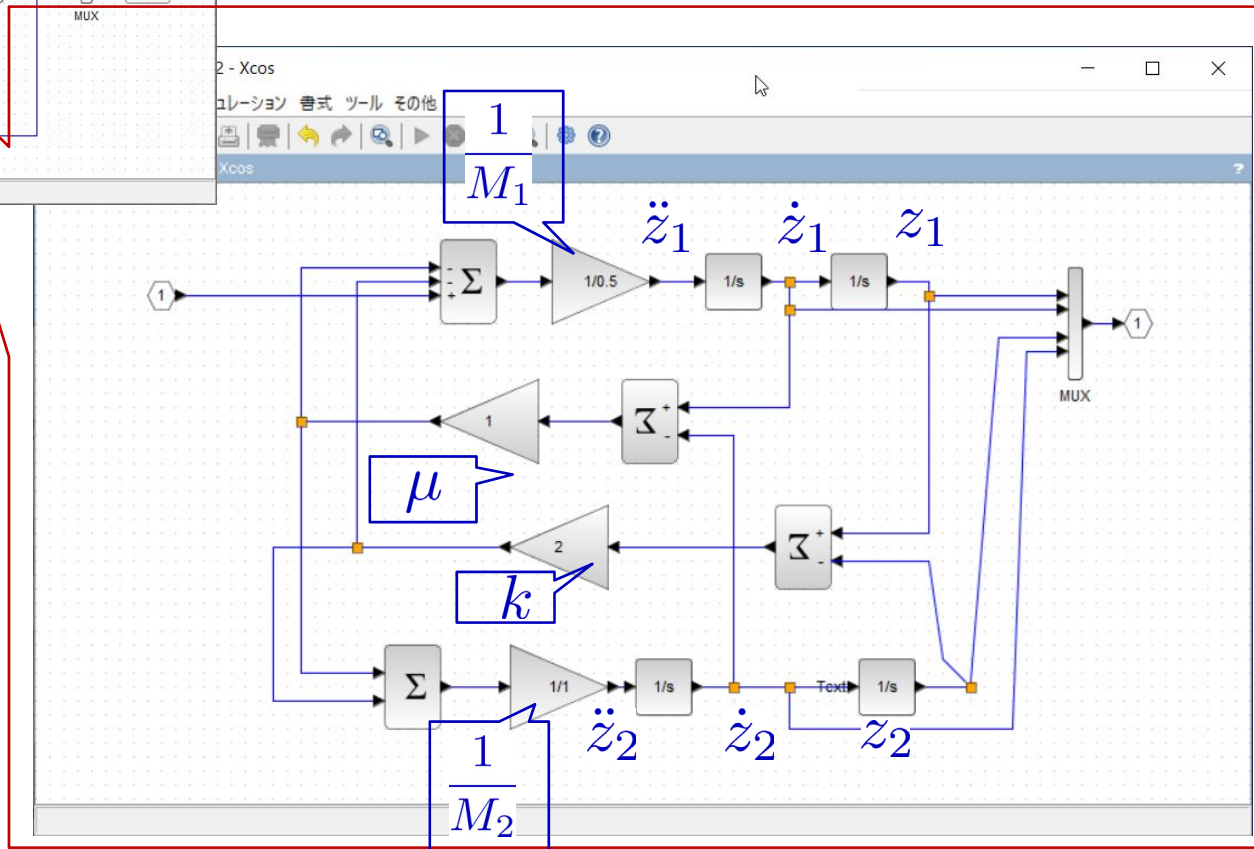 MUX
2 - Xcos
ュレーション 書式 ツール その他
Xcos
?
1
M₁
z̈₁ ż₁ z₁
1
-
-
+
Σ
1/0.5
1/s
1/s
1
MUX
1
Σ
+
-
μ
2
Σ
+
-
k
Σ
1/1
1/s
Text
1/s
z̈₂ ż₂ z₂
1
M₂